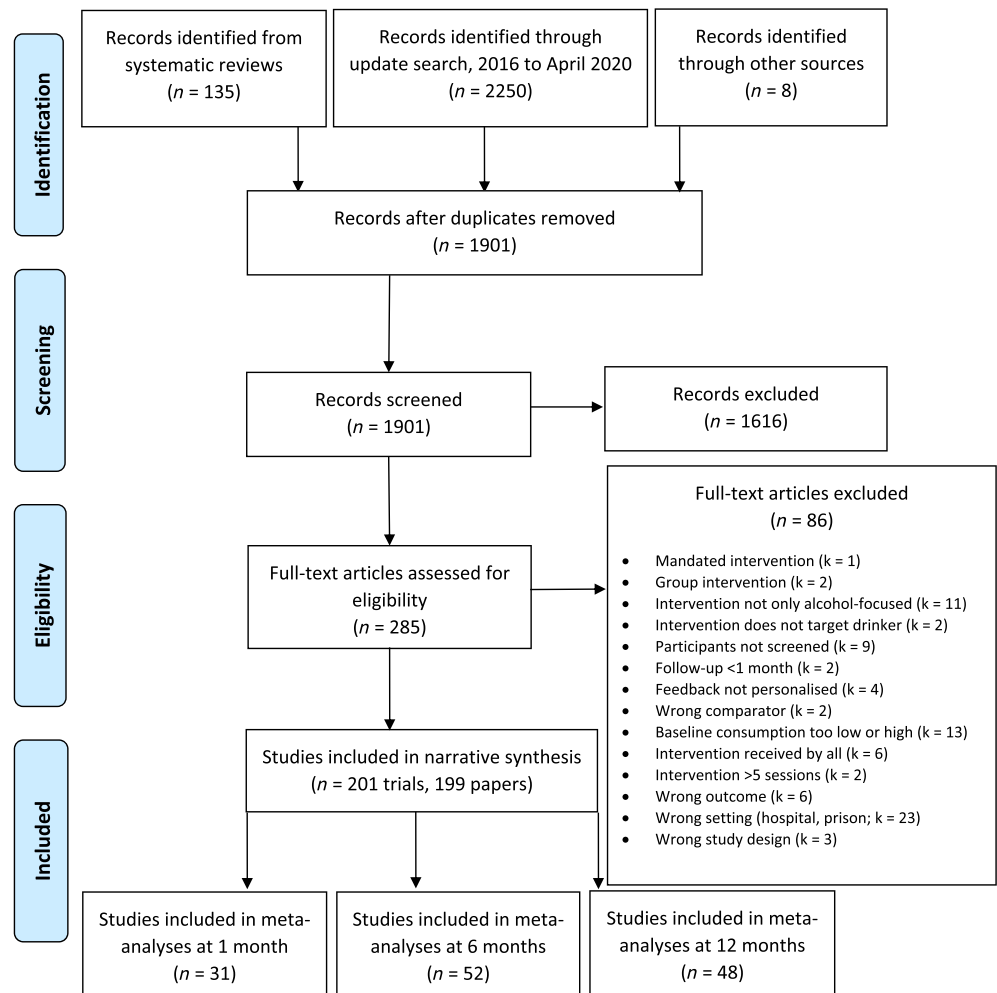 Identification
Records identified from
systematic reviews
(n = 135)
Records identified through
update search, 2016 to April 2020
(n = 2250)
Records identified
through other sources
(n = 8)
Records after duplicates removed
(n = 1901)
Screening
Records screened
(n = 1901)
Records excluded
(n = 1616)
Eligibility
Full-text articles assessed for
eligibility
(n = 285)
Full-text articles excluded
(n = 86)
• Mandated intervention (k = 1)
• Group intervention (k = 2)
• Intervention not only alcohol-focused (k = 11)
• Intervention does not target drinker (k = 2)
• Participants not screened (k = 9)
• Follow-up <1 month (k = 2)
• Feedback not personalised (k = 4)
• Wrong comparator (k = 2)
• Baseline consumption too low or high (k = 13)
• Intervention received by all (k = 6)
• Intervention >5 sessions (k = 2)
• Wrong outcome (k = 6)
• Wrong setting (hospital, prison; k = 23)
• Wrong study design (k = 3)
Included
Studies included in narrative synthesis
(n = 201 trials, 199 papers)
Studies included in meta-
analyses at 1 month
(n = 31)
Studies included in meta-
analyses at 6 months
(n = 52)
Studies included in meta-
analyses at 12 months
(n = 48)